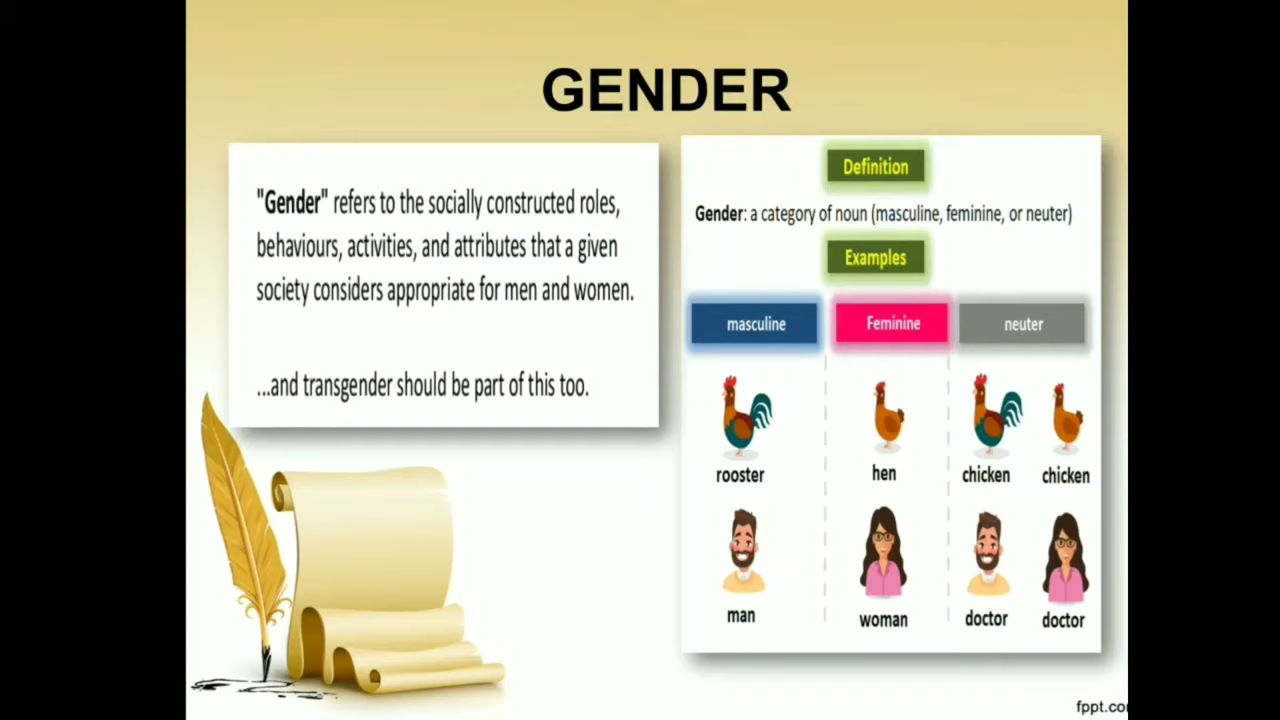 GENDER
"Gender" refers to the socially constructed roles,
behaviours, activities, and attributes that a given
society considers appropriate for men and women.
...and transgender should be part of this too.
Definition
Gender: a category of noun (masculine, feminine, or neuter)
Examples
masculine Feminine neuter
rooster hen chicken chicken
man woman doctor doctor
fppt.co